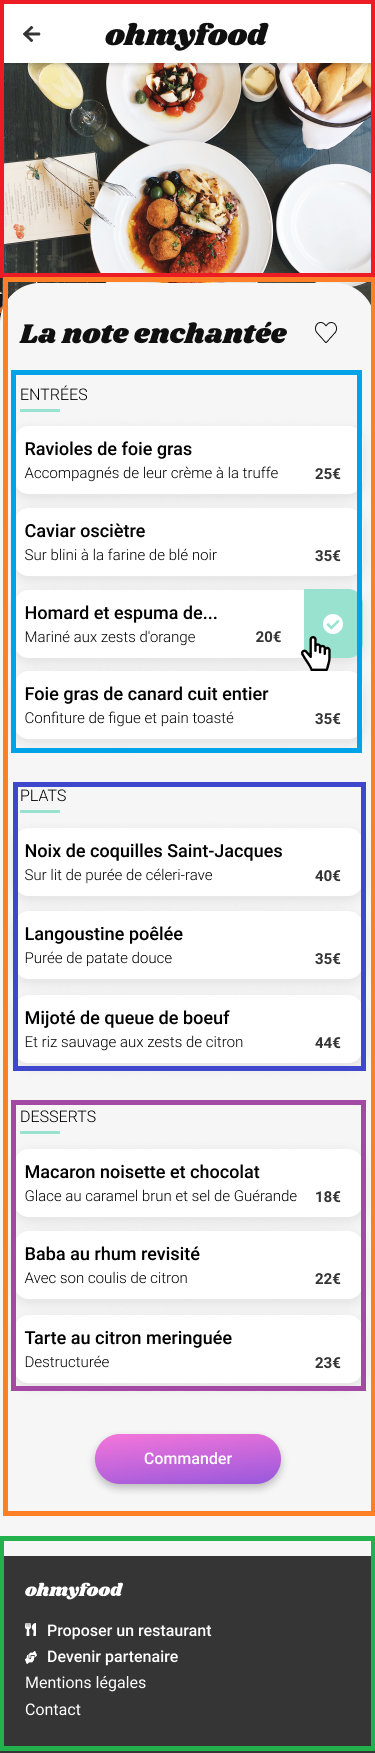 ohmyfood
La note enchantée
ENTRÉES
Ravioles de foie gras
Accompagnés de leur crème à la truffe 25€
Caviar osciètre
Sur blini à la farine de blé noir 35€
Homard et espuma de...
Mariné aux zests d'orange 20€
Foie gras de canard cuit entier
Confiture de figue et pain toasté 35€
PLATS
Noix de coquilles Saint-Jacques
Sur lit de purée de céleri-rave 40€
Langoustine poêlée
Purée de patate douce 35€
Mijoté de queue de boeuf
Et riz sauvage aux zests de citron 44€
DESSERTS
Macaron noisette et chocolat
Glace au caramel brun et sel de Guérande 18€
Baba au rhum revisité
Avec son coulis de citron 22€
Tarte au citron meringuée
Destructurée 23€
Commander
ohmyfood
Proposer un restaurant
Devenir partenaire
Mentions légales
Contact